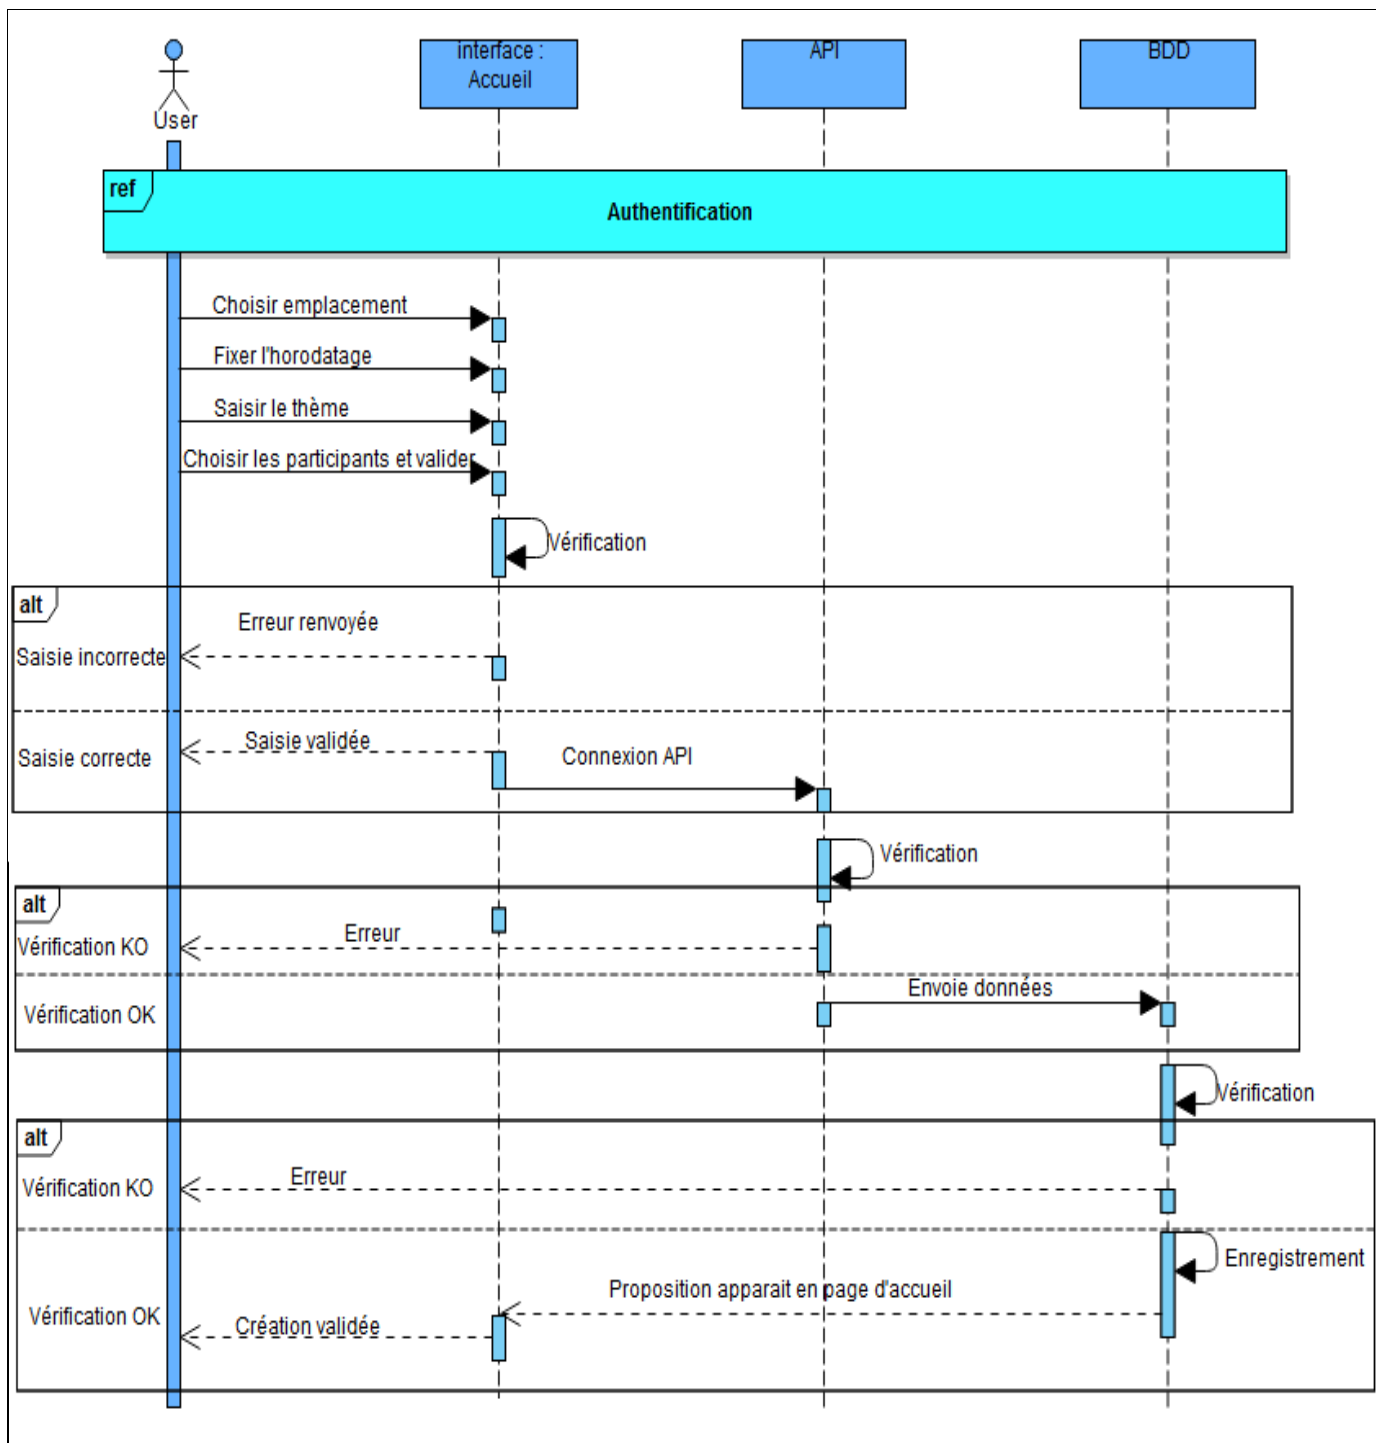 interface :
Accueil
API
BDD
User
ref
Authentification
Choisir emplacement
Fixer l'horodatage
Saisir le thème
Choisir les participants et valider
Vérification
alt
Erreur renvoyée
Saisie incorrecte
Saisie validée
Saisie correcte
Connexion API
Vérification
alt
Erreur
Vérification KO
Envoie données
Vérification OK
Vérification
alt
Erreur
Vérification KO
Enregistrement
Proposition apparait en page d'accueil
Vérification OK
Création validée